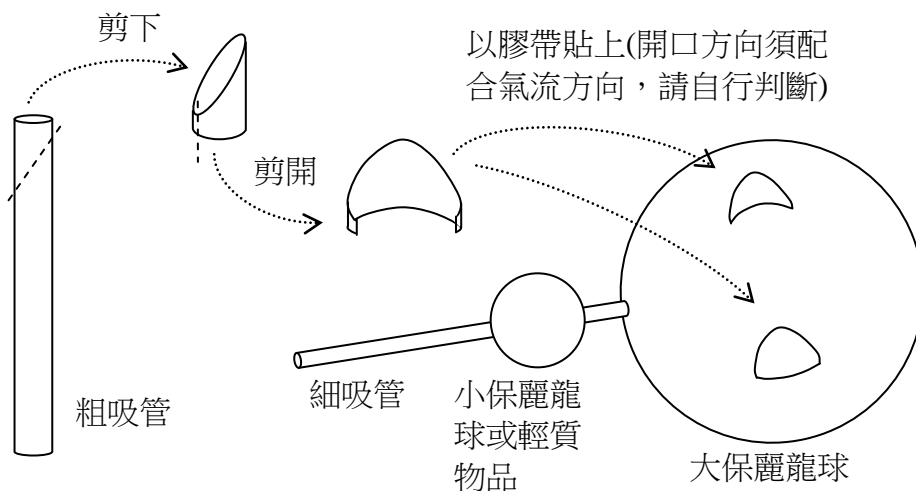 剪下
以膠帶貼上(開口方向須配
合氣流方向，請自行判斷)
剪開
粗吸管
細吸管
小保麗龍
球或輕質
物品
大保麗龍球